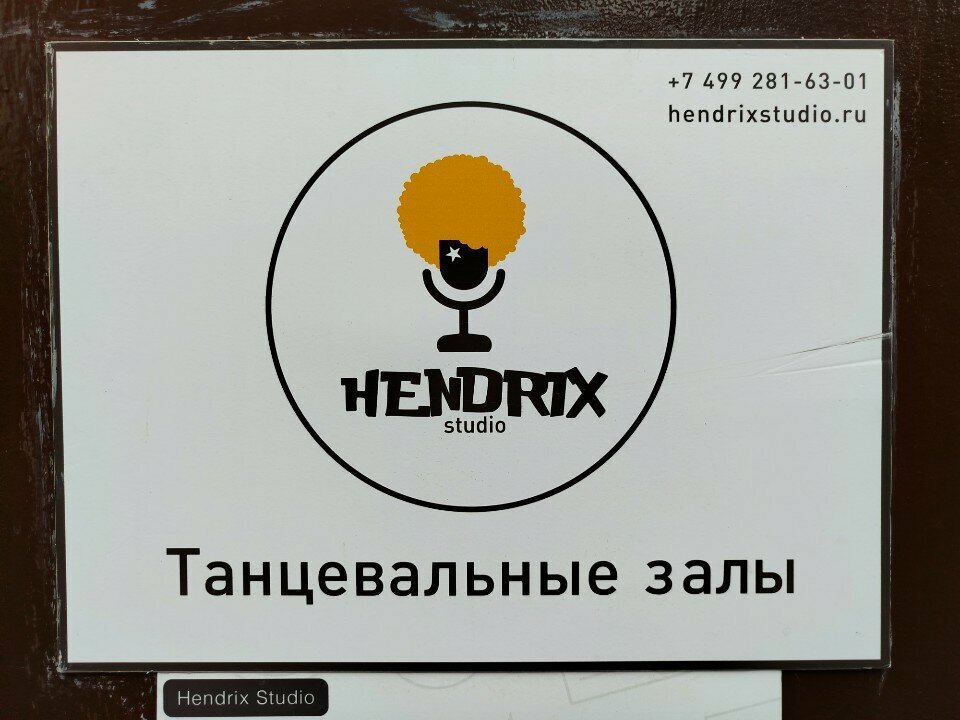 +7 499 281-63-01
hendrixstudio.ru
HENDRIX
studio
Танцевальные залы
Hendrix Studio